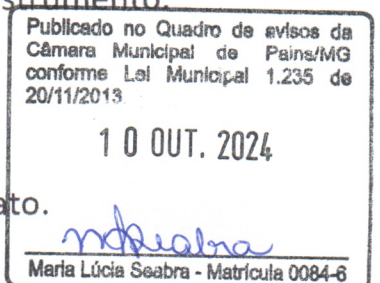 strumento.
Publicado no Quadro de avisos da
Câmara Municipal de Pains/MG
conforme Lei Municipal 1.235 de
20/11/2013
10 OUT. 2024
ato.
Maria Lúcia Seabra - Matrícula 0084-6